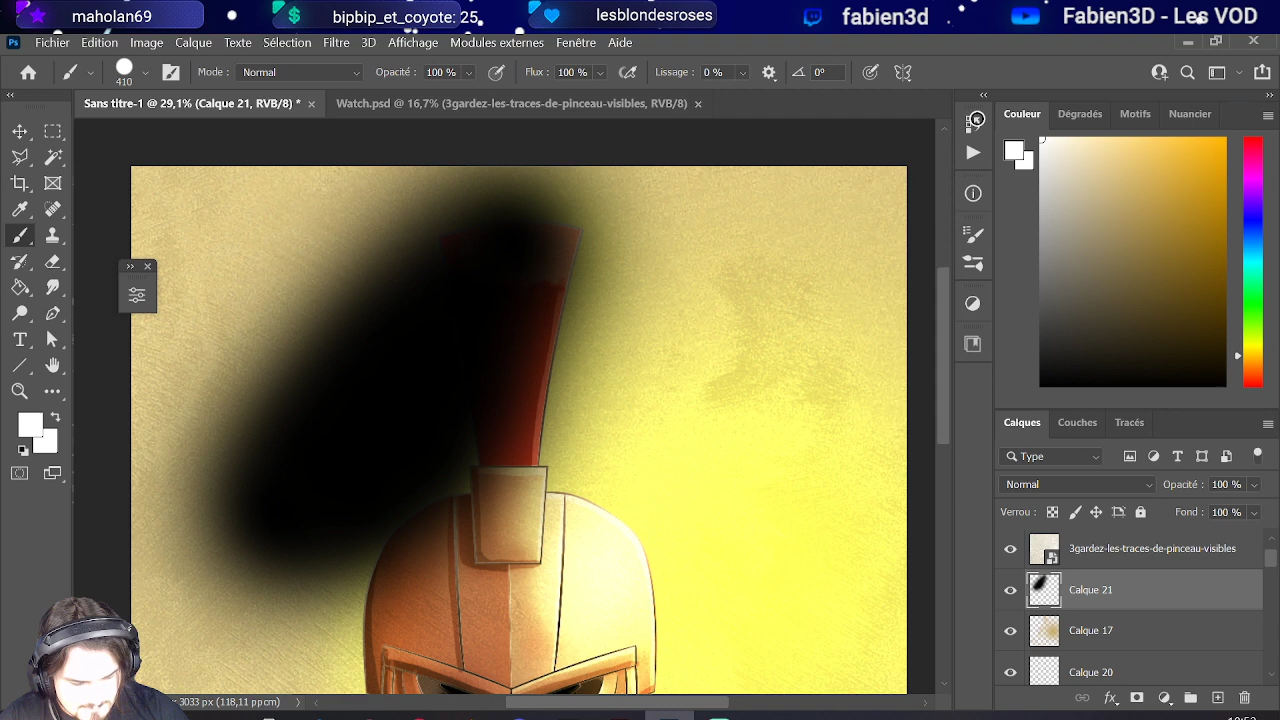 maholan69
bipbip_et_coyote: 25
lesblondesroses
fabien3d
Fabien3D - Les VOD
Ps
Fichier Edition Image Calque Texte Sélection Filtre 3D Affichage Modules externes Fenêtre Aide
410
Mode : Normal
Opacité : 100 %
Flux : 100 %
Lissage : 0 %
0°
Sans titre-1 @ 29,1% (Calque 21, RVB/8) *
Watch.psd @ 16,7% (3gardez-les-traces-de-pinceau-visibles, RVB/8)
Couleur Dégradés Motifs Nuancier
Calques Couches Tracés
Type
Normal
Opacité : 100 %
Verrou :
Fond : 100 %
3gardez-les-traces-de-pinceau-visibles
Calque 21
Calque 17
Calque 20
3033 pixels (118,11 ppcm)